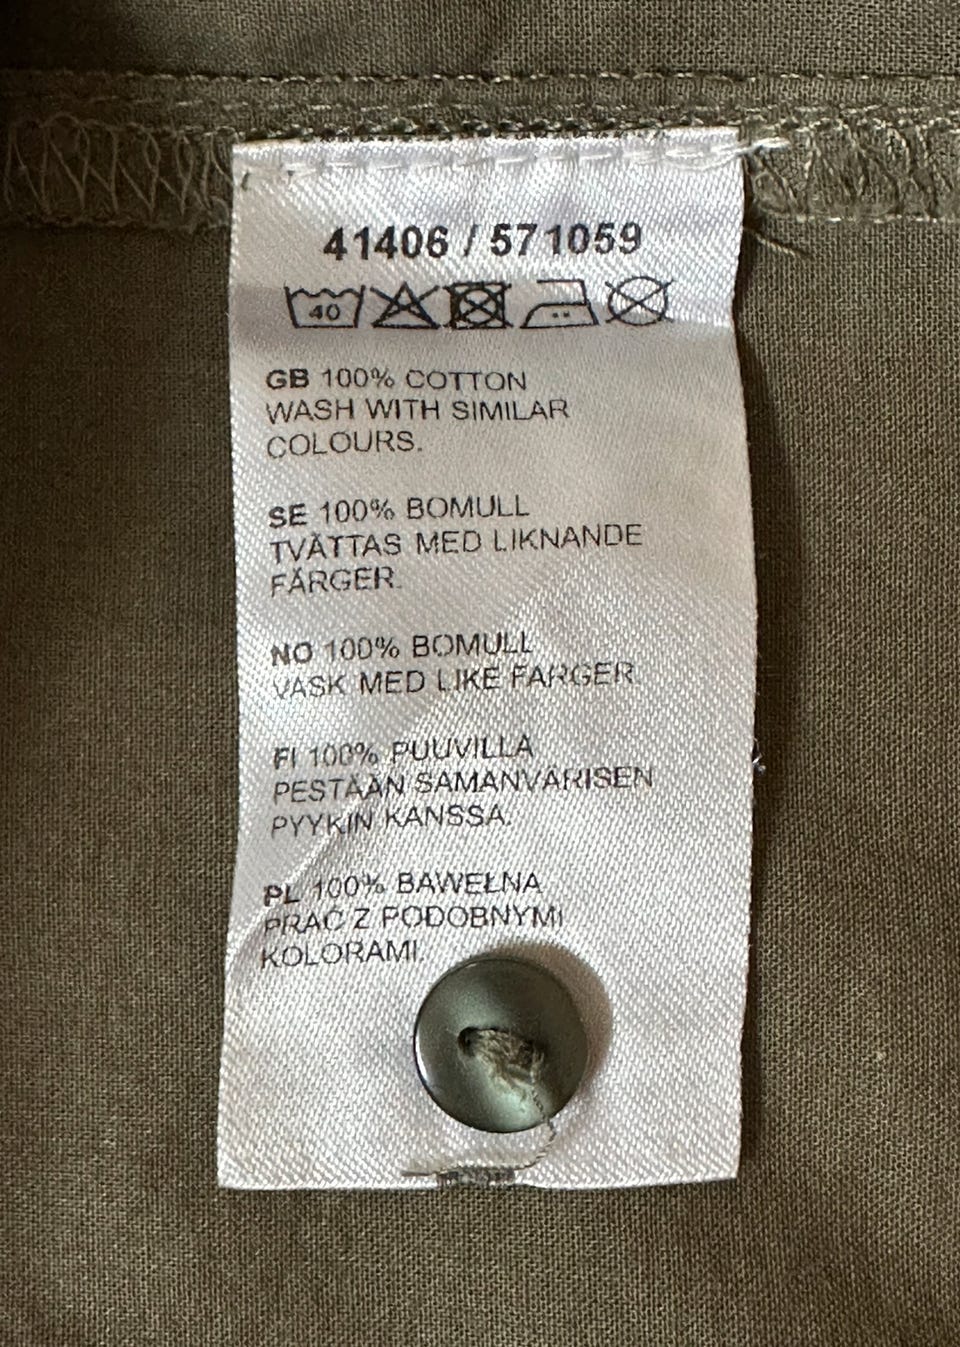 41406 / 571059
40
GB 100% COTTON
WASH WITH SIMILAR
COLOURS.
SE 100% BOMULL
TVÄTTAS MED LIKNANDE
FÄRGER.
NO 100% BOMULL
VASK MED LIKE FARGER.
FI 100% PUUVILLA
PESTÄÄN SAMANVÄRISEN
PYYKIN KANSSA.
PL 100% BAWEŁNA
PRAĆ Z PODOBNYMI
KOLORAMI.